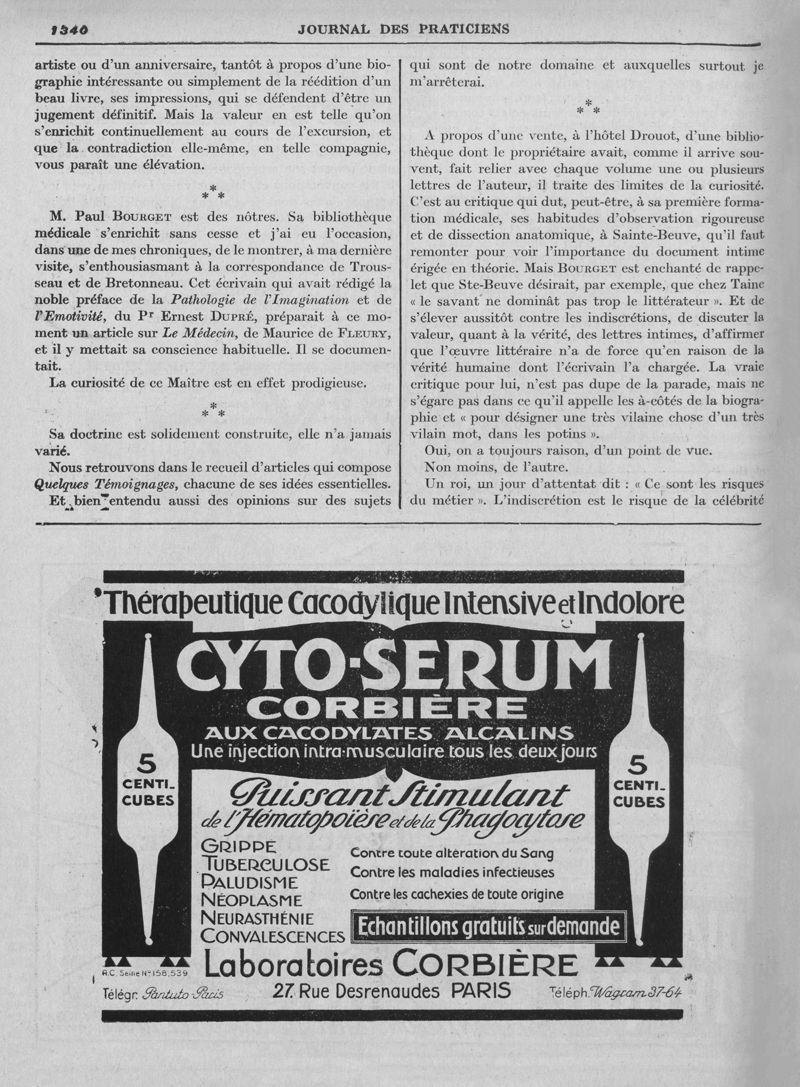 1340
JOURNAL DES PRATICIENS
artiste ou d'un anniversaire, tantôt à propos d'une bio-
graphie intéressante ou simplement de la réédition d'un
beau livre, ses impressions, qui se défendent d'être un
jugement définitif. Mais la valeur en est telle qu'on
s'enrichit continuellement au cours de l'excursion, et
que la contradiction elle-même, en telle compagnie,
vous paraît une élévation.
* * *
M. Paul BOURGET est des nôtres. Sa bibliothèque
médicale s'enrichit sans cesse et j'ai eu l'occasion,
dans une de mes chroniques, de le montrer, à ma dernière
visite, s'enthousiasmant à la correspondance de Trous-
seau et de Bretonneau. Cet écrivain qui avait rédigé la
noble préface de la Pathologie de l'Imagination et de
l'Emotivité, du Pr Ernest DUPRÉ, préparait à ce mo-
ment un article sur Le Médecin, de Maurice de FLEURY,
et il y mettait sa conscience habituelle. Il se documen-
tait.
La curiosité de ce Maître est en effet prodigieuse.
* * *
Sa doctrine est solidement construite, elle n'a jamais
varié.
Nous retrouvons dans le recueil d'articles qui compose
Quelques Témoignages, chacune de ses idées essentielles.
Et bien entendu aussi des opinions sur des sujets
qui sont de notre domaine et auxquelles surtout je
m'arrêterai.
* * *
A propos d'une vente, à l'hôtel Drouot, d'une biblio-
thèque dont le propriétaire avait, comme il arrive sou-
vent, fait relier avec chaque volume une ou plusieurs
lettres de l'auteur, il traite des limites de la curiosité.
C'est au critique qui dut, peut-être, à sa première forma-
tion médicale, ses habitudes d'observation rigoureuse
et de dissection anatomique, à Sainte-Beuve, qu'il faut
remonter pour voir l'importance du document intime
érigée en théorie. Mais BOURGET est enchanté de rappe-
let que Ste-Beuve désirait, par exemple, que chez Taine
« le savant ne dominât pas trop le littérateur ». Et de
s'élever aussitôt contre les indiscrétions, de discuter la
valeur, quant à la vérité, des lettres intimes, d'affirmer
que l'œuvre littéraire n'a de force qu'en raison de la
vérité humaine dont l'écrivain l'a chargée. La vraie
critique pour lui, n'est pas dupe de la parade, mais ne
s'égare pas dans ce qu'il appelle les à-côtés de la biogra-
phie et « pour désigner une très vilaine chose d'un très
vilain mot, dans les potins ».
Oui, on a toujours raison, d'un point de vue.
Non moins, de l'autre.
Un roi, un jour d'attentat dit : « Ce sont les risques
du métier ». L'indiscrétion est le risque de la célébrité
Thérapeutique Cacodylique Intensive et Indolore
CYTO-SERUM
CORBIÈRE
AUX CACODYLATES ALCALINS
Une injection intra-musculaire tous les deux jours
5
CENTI-
CUBES
5
CENTI-
CUBES
Puissant Stimulant
de l'Hématopoïèse et de la Phagocytose
GRIPPE
TUBERCULOSE
PALUDISME
NÉOPLASME
NEURASTHÉNIE
CONVALESCENCES
Contre toute altération du Sang
Contre les maladies infectieuses
Contre les cachexies de toute origine
Echantillons gratuits sur demande
R.C. Seine No 158.539
Laboratoires CORBIÈRE
Télégr. Pantuto-Paris
27. Rue Desrenaudes PARIS
Téléph. Wagram 37-64